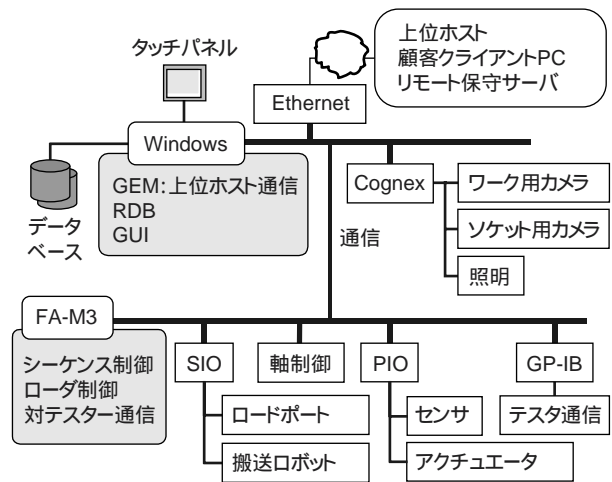 タッチパネル
上位ホスト
顧客クライアントPC
リモート保守サーバ
Ethernet
Windows
GEM:上位ホスト通信
RDB
GUI
データ
ベース
Cognex
ワーク用カメラ
ソケット用カメラ
照明
通信
FA-M3
シーケンス制御
ローダ制御
対テスター通信
SIO
軸制御
PIO
GP-IB
ロードポート
搬送ロボット
センサ
アクチュエータ
テスタ通信